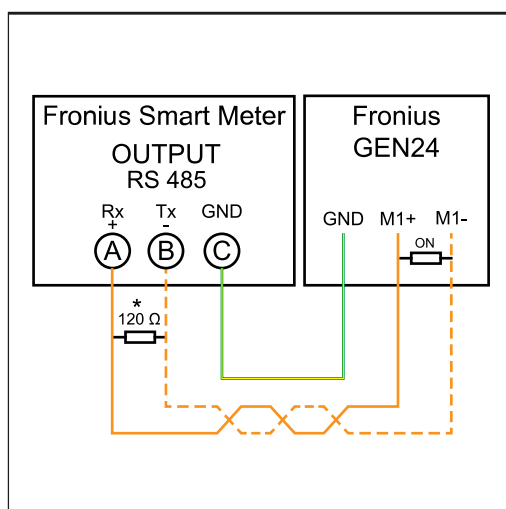 Fronius Smart Meter
OUTPUT
RS 485
Rx Tx GND
+ -
A B C
*
120 Ω
Fronius
GEN24
GND M1+ M1-
ON